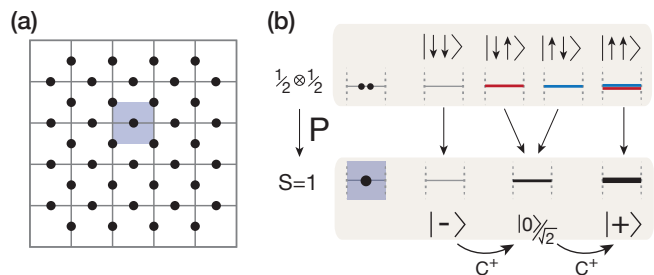 (a)
(b)
|↓↓⟩ |↓↑⟩ |↑↓⟩ |↑↑⟩
½⊗½
P
S=1
|-⟩ |0⟩/√2 |+⟩
C⁺ C⁺